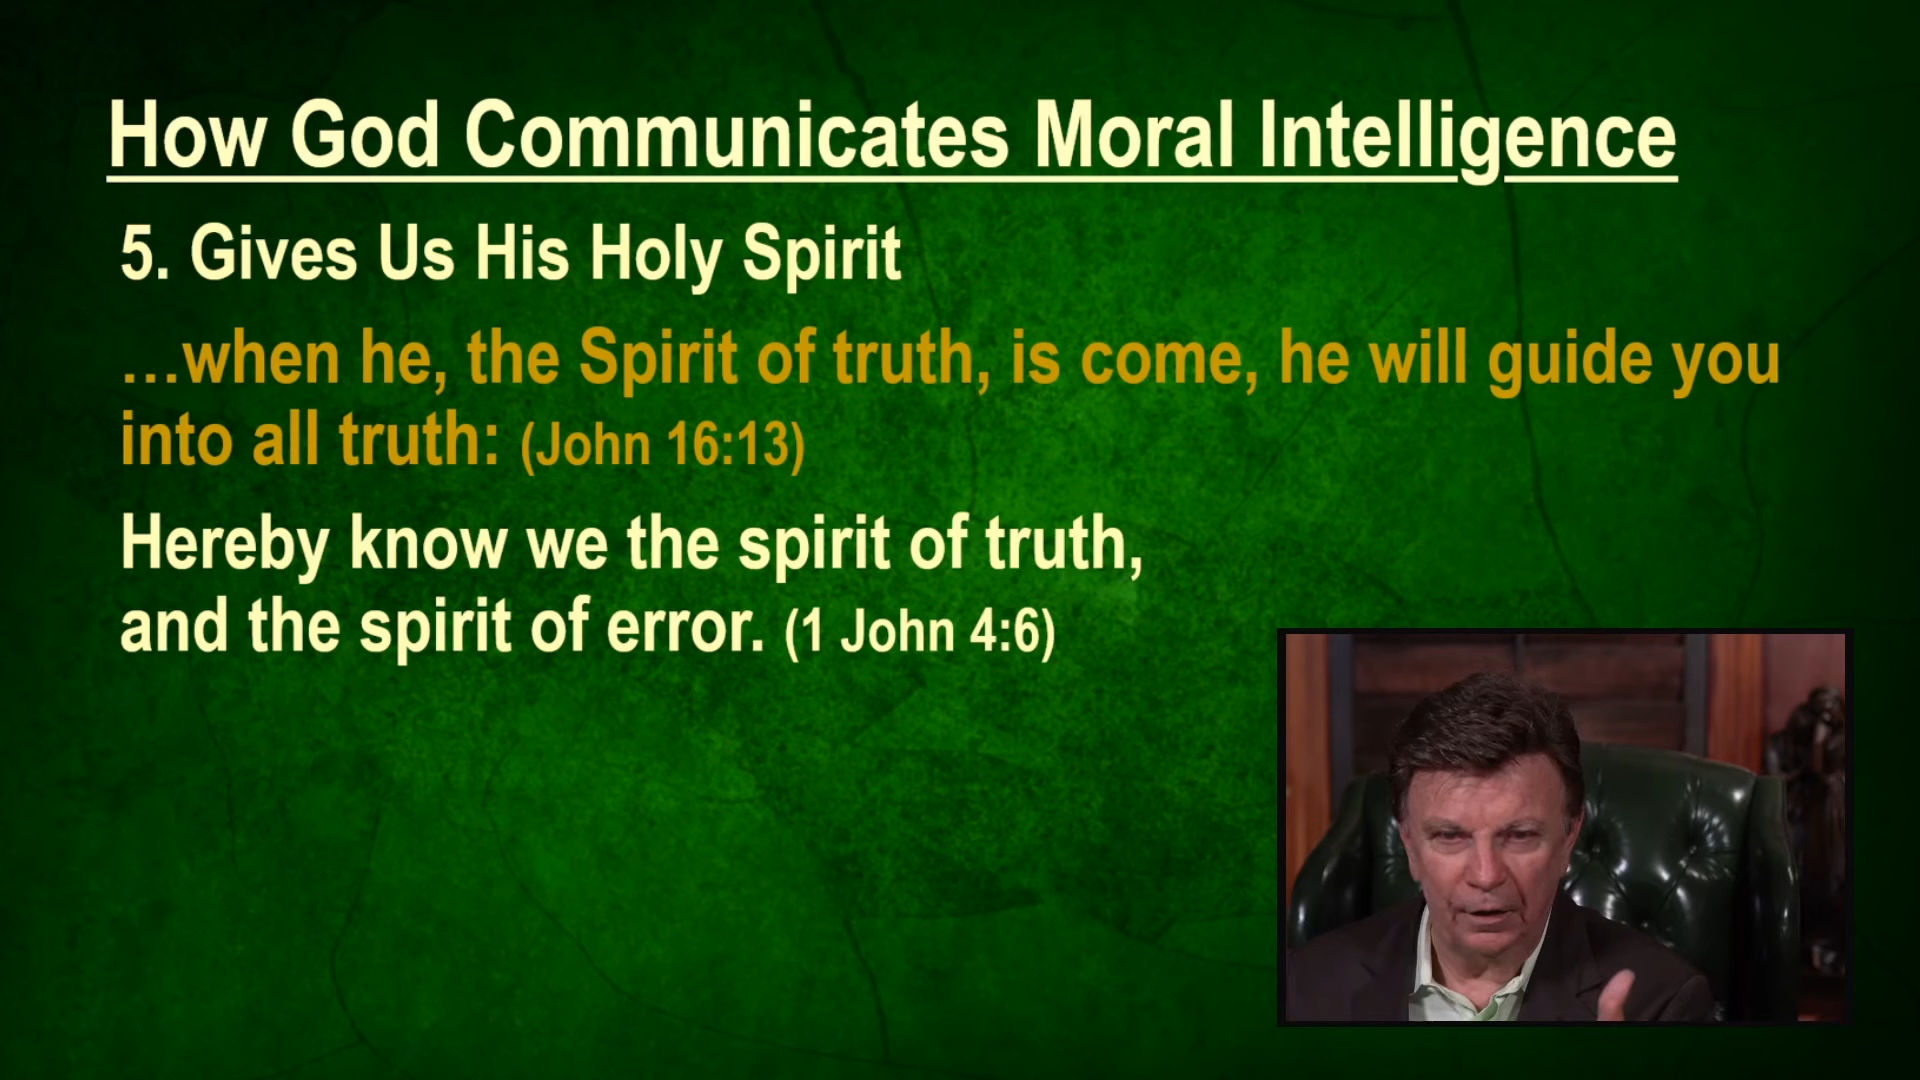 How God Communicates Moral Intelligence
5. Gives Us His Holy Spirit
…when he, the Spirit of truth, is come, he will guide you
into all truth: (John 16:13)
Hereby know we the spirit of truth,
and the spirit of error. (1 John 4:6)